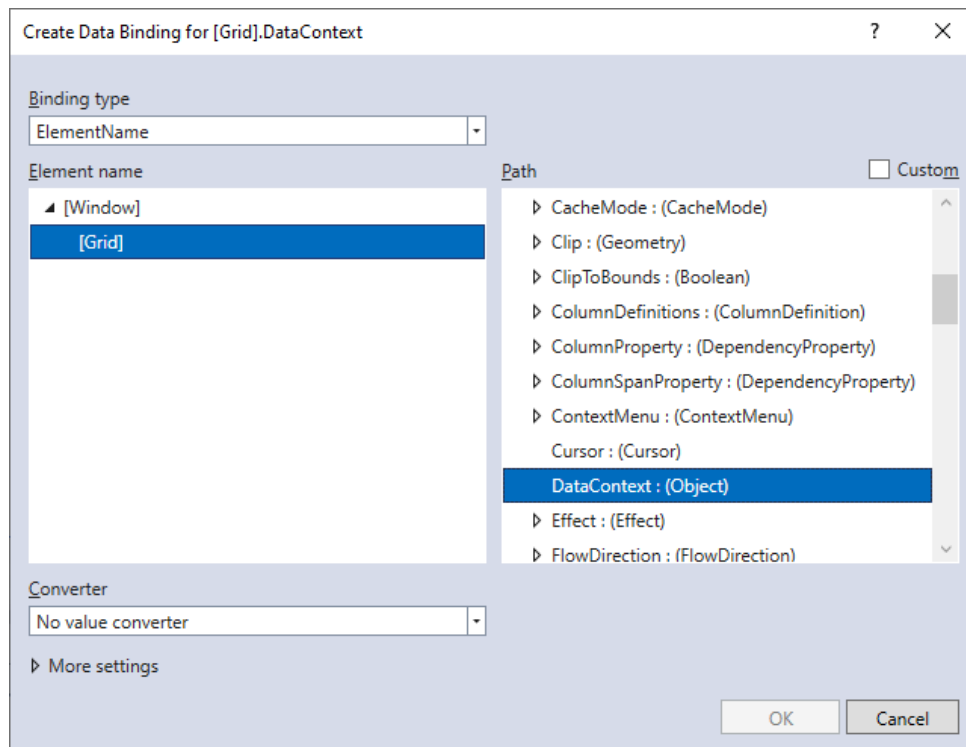 Create Data Binding for [Grid].DataContext
Binding type
ElementName
Element name
[Window]
[Grid]
Path
Custom
CacheMode : (CacheMode)
Clip : (Geometry)
ClipToBounds : (Boolean)
ColumnDefinitions : (ColumnDefinition)
ColumnProperty : (DependencyProperty)
ColumnSpanProperty : (DependencyProperty)
ContextMenu : (ContextMenu)
Cursor : (Cursor)
DataContext : (Object)
Effect : (Effect)
FlowDirection : (FlowDirection)
Converter
No value converter
More settings
OK
Cancel